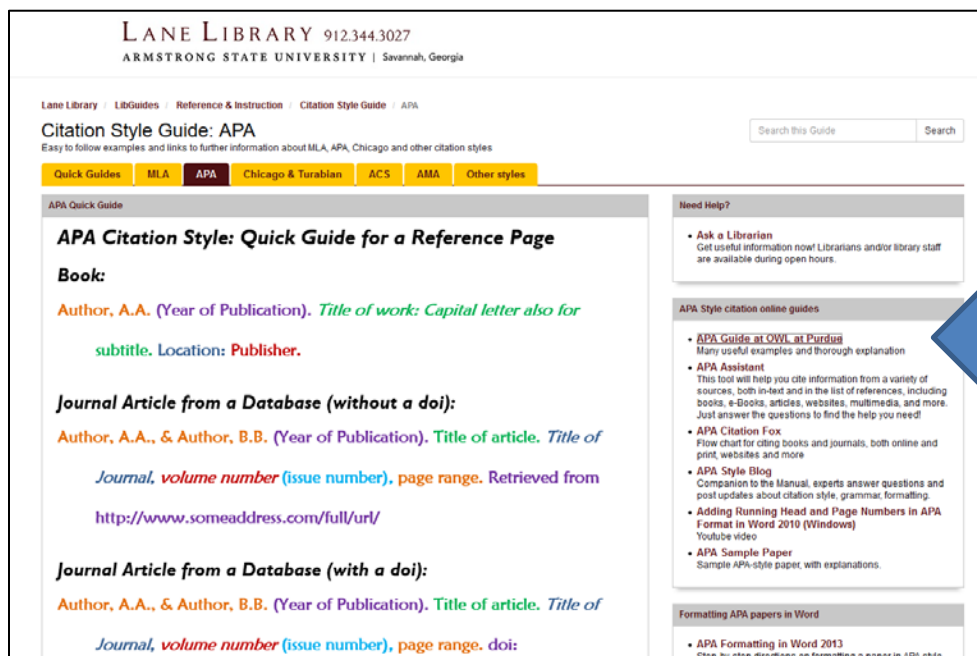 LANE LIBRARY 912.344.3027
ARMSTRONG STATE UNIVERSITY | Savannah, Georgia
Lane Library / LibGuides / Reference & Instruction / Citation Style Guide / APA
Citation Style Guide: APA
Easy to follow examples and links to further information about MLA, APA, Chicago and other citation styles
Search this Guide Search
Quick Guides MLA APA Chicago & Turabian ACS AMA Other styles
APA Quick Guide
APA Citation Style: Quick Guide for a Reference Page
Book:
Author, A.A. (Year of Publication). Title of work: Capital letter also for
subtitle. Location: Publisher.
Journal Article from a Database (without a doi):
Author, A.A., & Author, B.B. (Year of Publication). Title of article. Title of
Journal, volume number (issue number), page range. Retrieved from
http://www.someaddress.com/full/url/
Journal Article from a Database (with a doi):
Author, A.A., & Author, B.B. (Year of Publication). Title of article. Title of
Journal, volume number (issue number), page range. doi:
Need Help?
• Ask a Librarian
Get useful information now! Librarians and/or library staff
are available during open hours.
APA Style citation online guides
• APA Guide at OWL at Purdue
Many useful examples and thorough explanation
• APA Assistant
This tool will help you cite information from a variety of
sources, both in-text and in the list of references, including
books, e-Books, articles, websites, multimedia, and more.
Just answer the questions to find the help you need!
• APA Citation Fox
Flow chart for citing books and journals, both online and
print, websites and more
• APA Style Blog
Companion to the Manual, experts answer questions and
post updates about citation style, grammar, formatting.
• Adding Running Head and Page Numbers in APA
Format in Word 2010 (Windows)
Youtube video
• APA Sample Paper
Sample APA-style paper, with explanations.
Formatting APA papers in Word
• APA Formatting in Word 2013
Step-by-step directions on formatting a paper in APA style